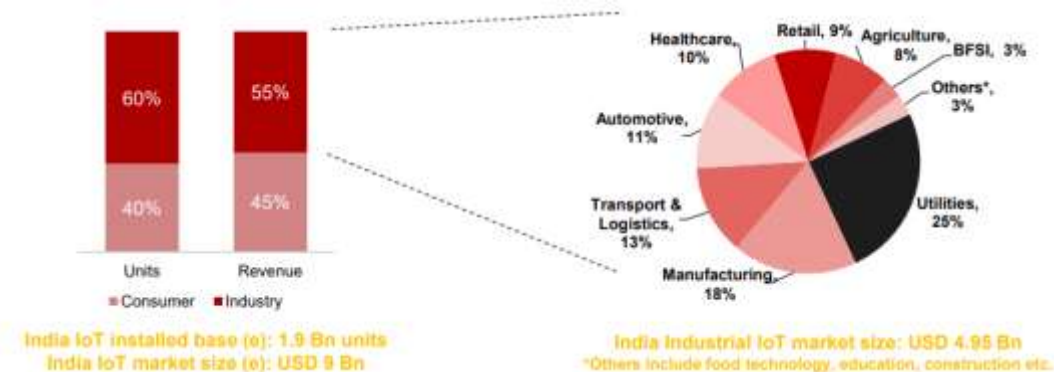 60%
40%
55%
45%
Units
Revenue
Consumer
Industry
India IoT installed base (e): 1.9 Bn units
India IoT market size (e): USD 9 Bn
Retail, 9%
Agriculture,
8%
BFSI, 3%
Others*,
3%
Utilities,
25%
Manufacturing,
18%
Transport &
Logistics,
13%
Automotive,
11%
Healthcare,
10%
India Industrial IoT market size: USD 4.95 Bn
*Others include food technology, education, construction etc.